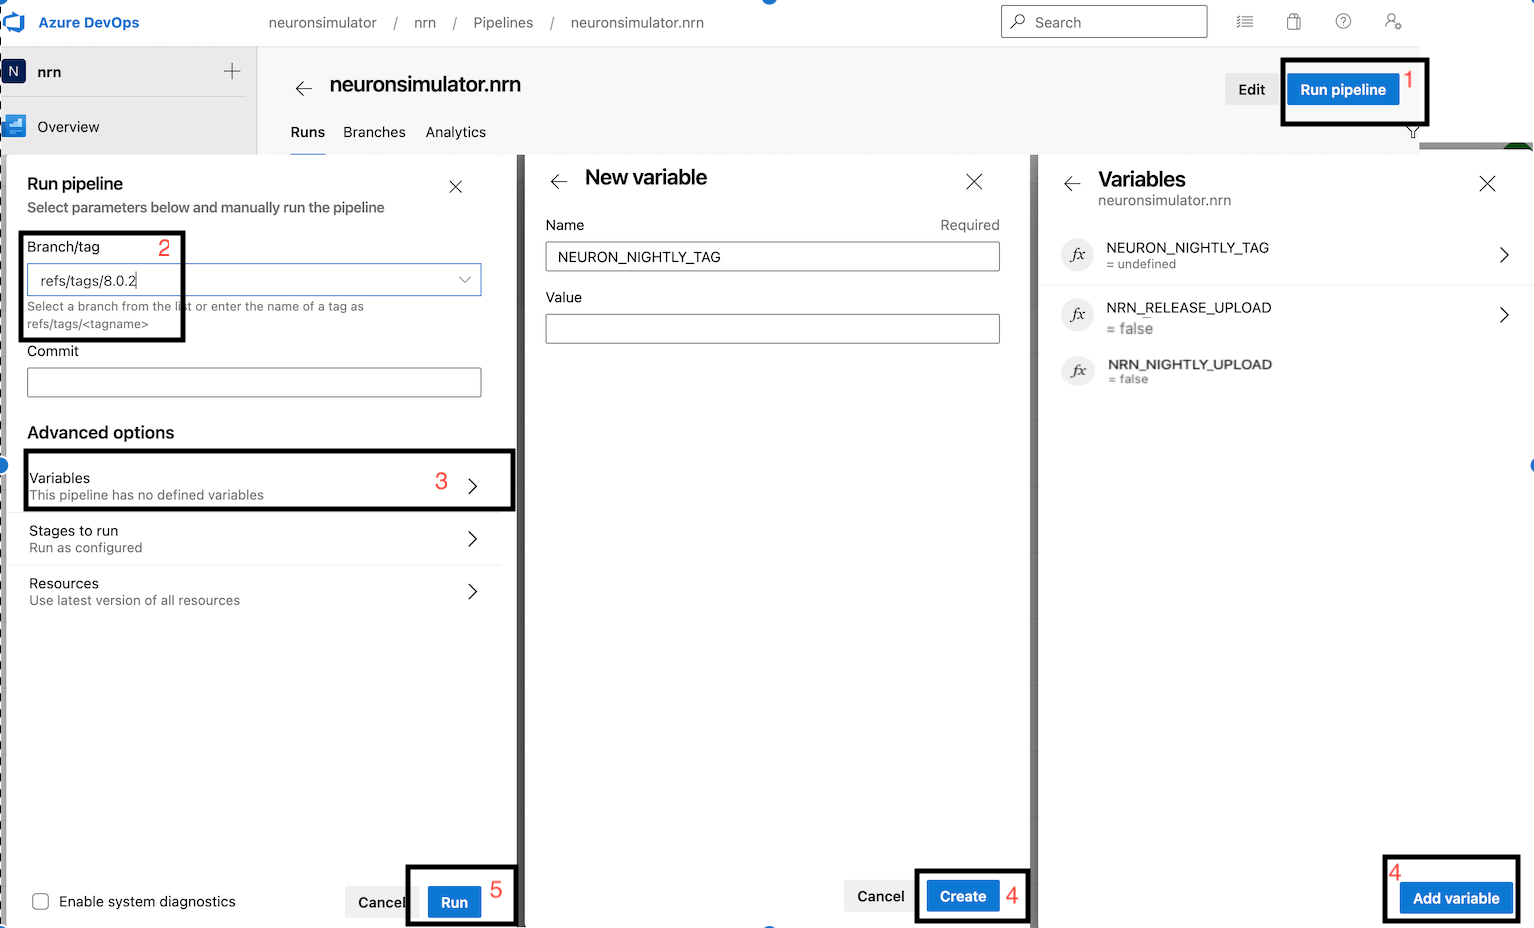 Azure DevOps
neuronsimulator / nrn / Pipelines / neuronsimulator.nrn
Search
N nrn
Overview
neuronsimulator.nrn
Edit
Run pipeline 1
Runs Branches Analytics
Run pipeline
Select parameters below and manually run the pipeline
Branch/tag 2
refs/tags/8.0.2
Select a branch from the list or enter the name of a tag as
refs/tags/<tagname>
Commit
Advanced options
Variables 3
This pipeline has no defined variables
Stages to run
Run as configured
Resources
Use latest version of all resources
Enable system diagnostics
Cancel
Run 5
New variable
Name Required
NEURON_NIGHTLY_TAG
Value
Cancel
Create 4
Variables
neuronsimulator.nrn
fx NEURON_NIGHTLY_TAG
= undefined
fx NRN_RELEASE_UPLOAD
= false
fx NRN_NIGHTLY_UPLOAD
= false
4
Add variable